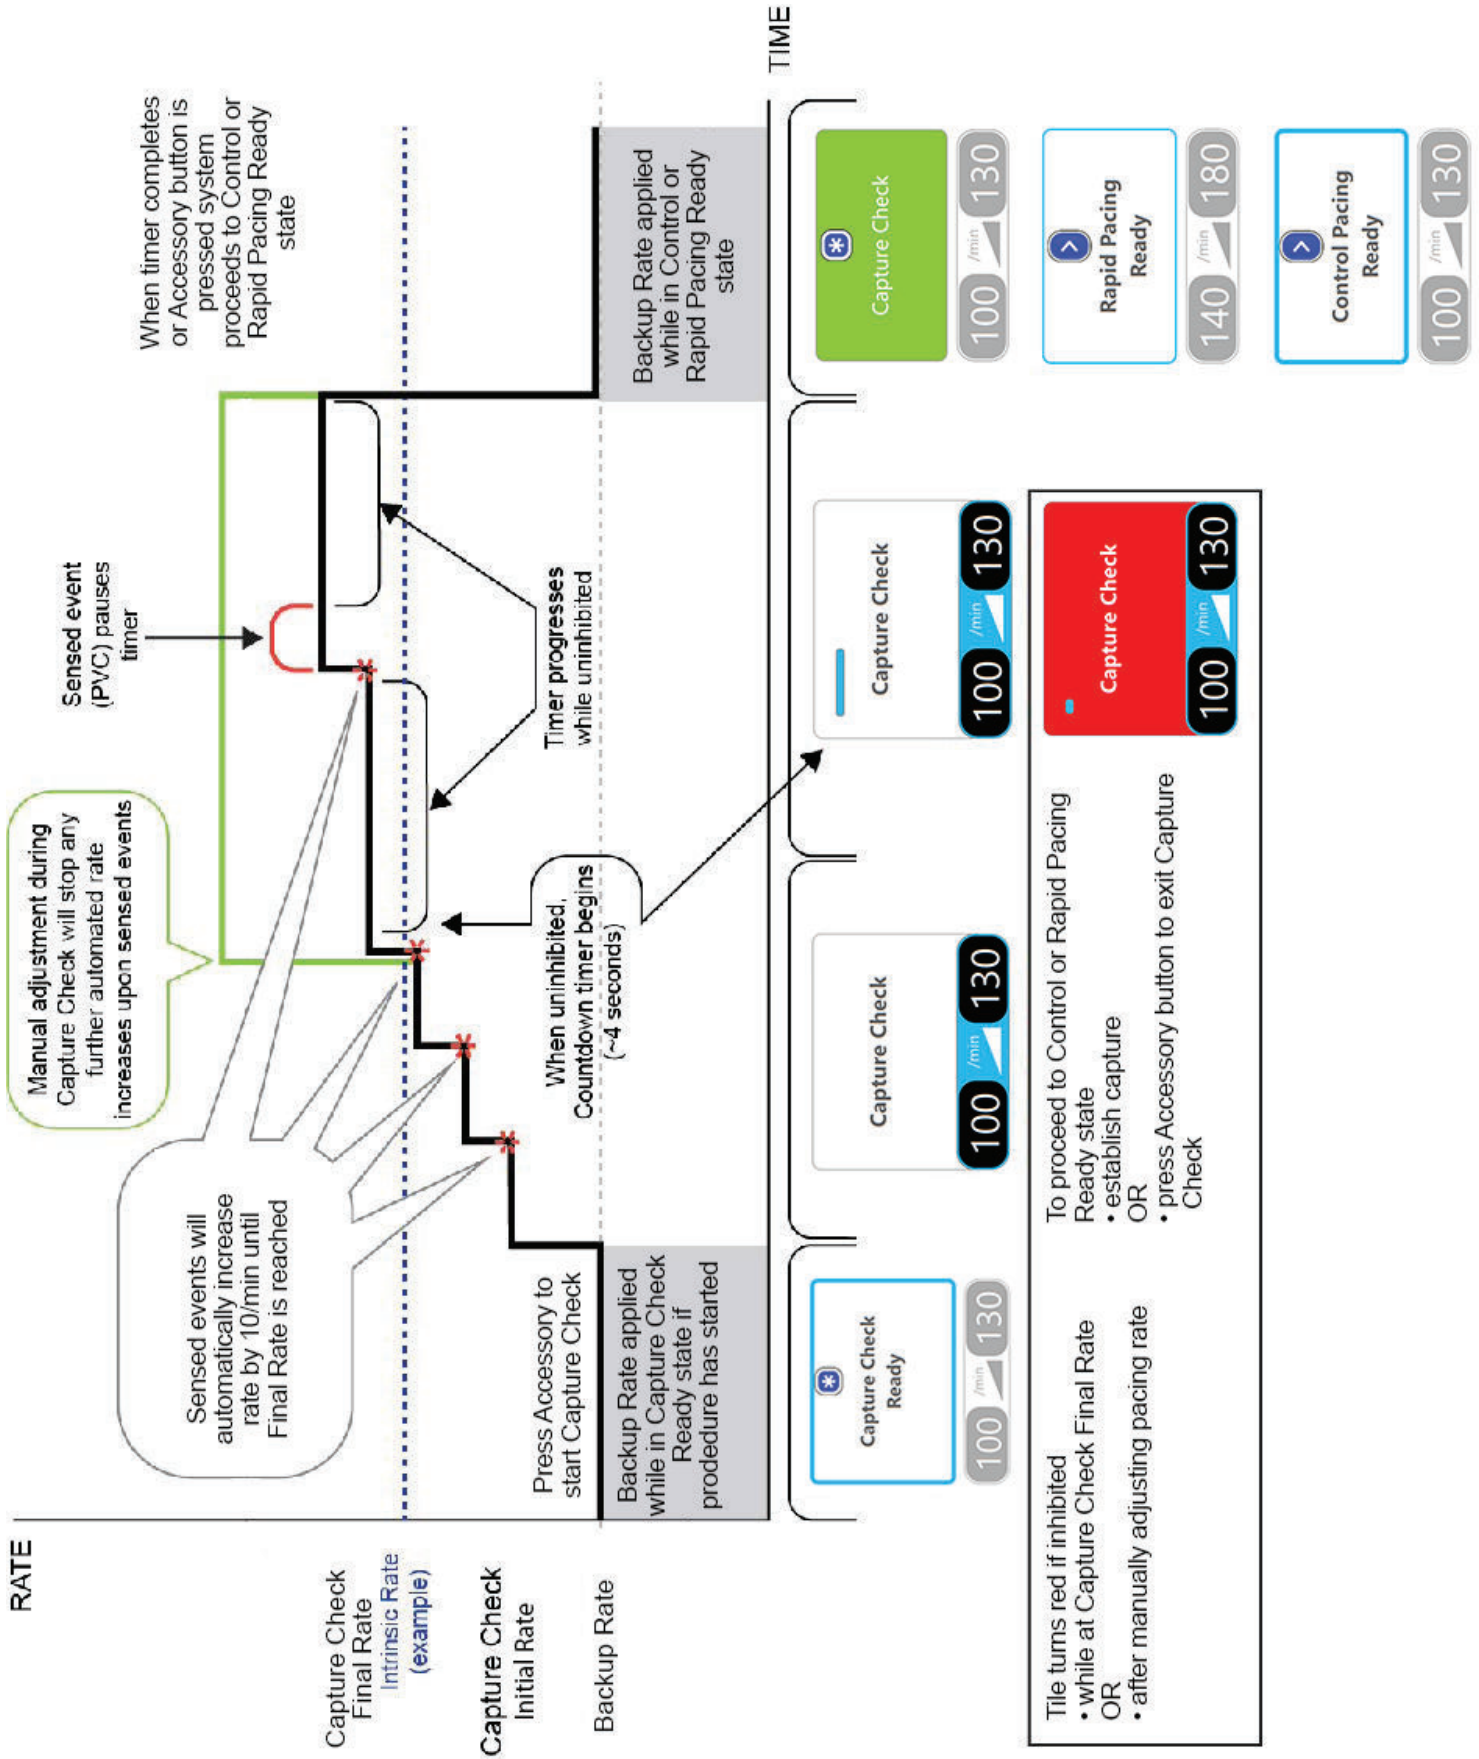 RATE
Manual adjustment during
Capture Check will stop any
further automated rate
increases upon sensed events
Sensed event
(PVC) pauses
timer
When timer completes
or Accessory button is
pressed system
proceeds to Control or
Rapid Pacing Ready
state
Sensed events will
automatically increase
rate by 10/min until
Final Rate is reached
Capture Check
Final Rate
Intrinsic Rate
(example)
Capture Check
Initial Rate
Backup Rate
Press Accessory to
start Capture Check
When uninhibited,
Countdown timer begins
(~4 seconds)
Timer progresses
while uninhibited
Backup Rate applied
while in Capture Check
Ready state if
prodedure has started
Backup Rate applied
while in Control or
Rapid Pacing Ready
state
TIME
Capture Check
Ready
100 /min 130
Capture Check
100 /min 130
Capture Check
100 /min 130
Capture Check
100 /min 130
Tile turns red if inhibited
• while at Capture Check Final Rate
OR
• after manually adjusting pacing rate
To proceed to Control or Rapid Pacing
Ready state
• establish capture
OR
• press Accessory button to exit Capture
Check
Capture Check
100 /min 130
Rapid Pacing
Ready
140 /min 180
Control Pacing
Ready
100 /min 130